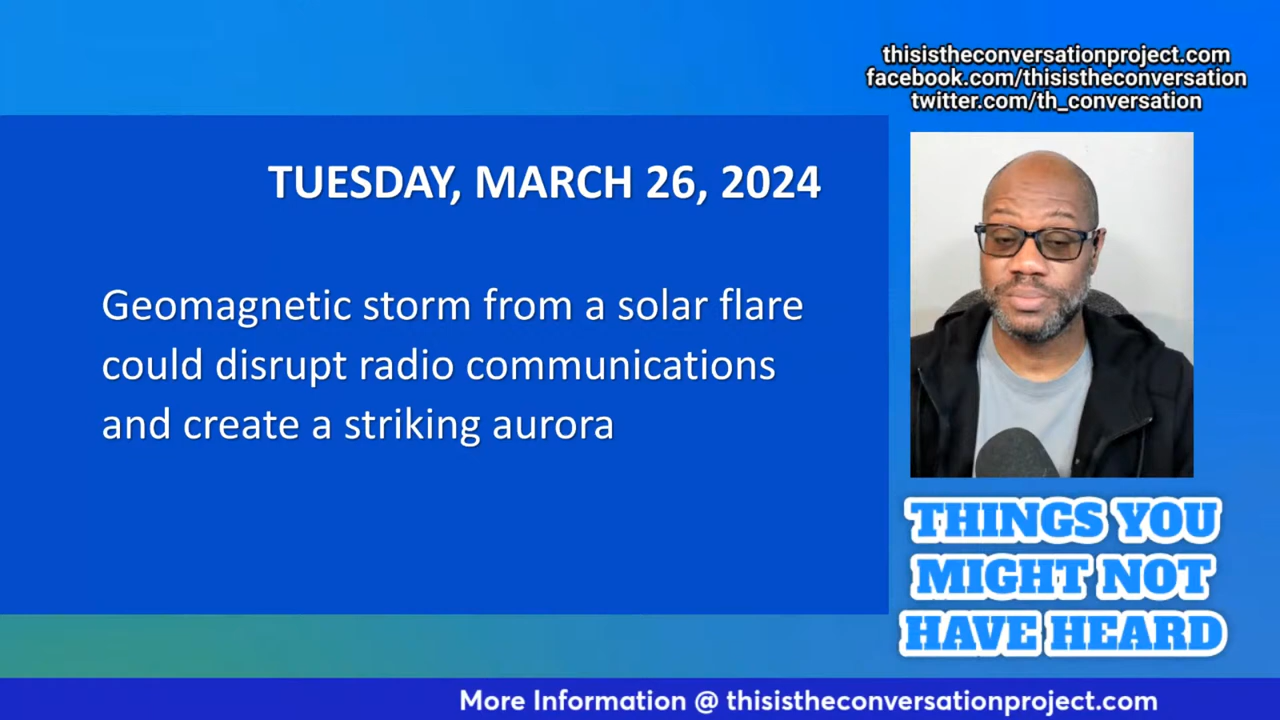 thisistheconversationproject.com
facebook.com/thisistheconversation
twitter.com/th_conversation
TUESDAY, MARCH 26, 2024
Geomagnetic storm from a solar flare
could disrupt radio communications
and create a striking aurora
THINGS YOU
MIGHT NOT
HAVE HEARD
More Information @ thisistheconversationproject.com